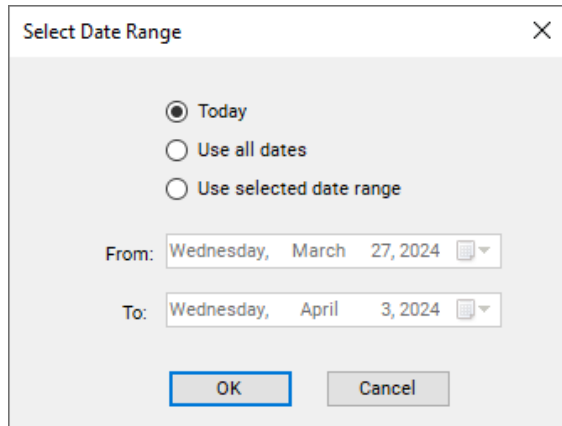 Select Date Range
Today
Use all dates
Use selected date range
From: Wednesday, March 27, 2024
To: Wednesday, April 3, 2024
OK Cancel